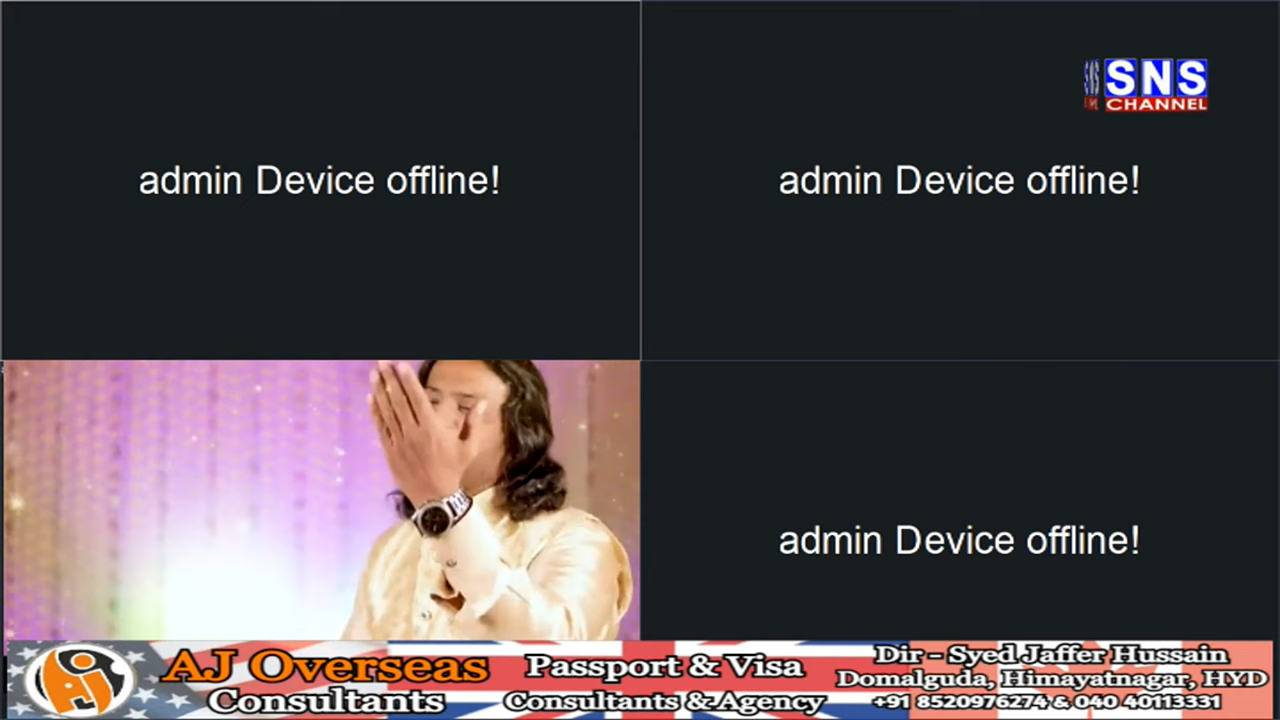 SNS
CHANNEL
admin Device offline!
admin Device offline!
admin Device offline!
AJ Overseas
Consultants
Passport & Visa
Consultants & Agency
Dir - Syed Jaffer Hussain
Domalguda, Himayatnagar, HYD
+91 8520976274 & 040 40113331